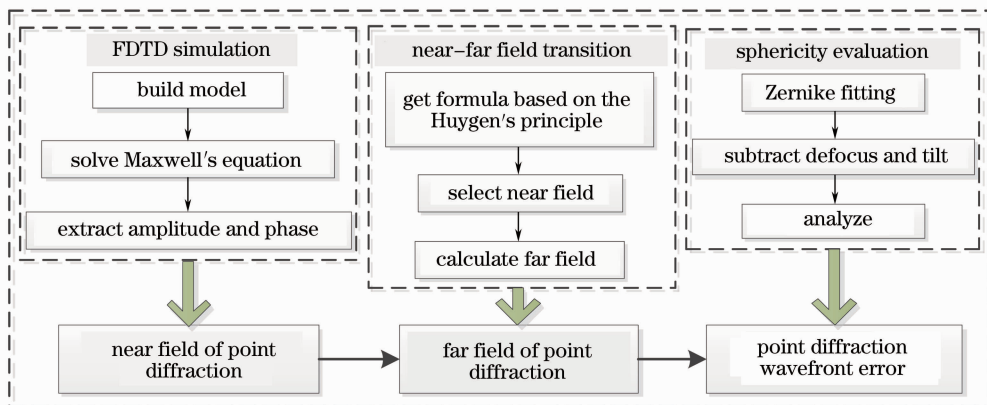 FDTD simulation
build model
solve Maxwell's equation
extract amplitude and phase
near-far field transition
get formula based on the
Huygen's principle
select near field
calculate far field
sphericity evaluation
Zernike fitting
subtract defocus and tilt
analyze
near field of point
diffraction
far field of point
diffraction
point diffraction
wavefront error